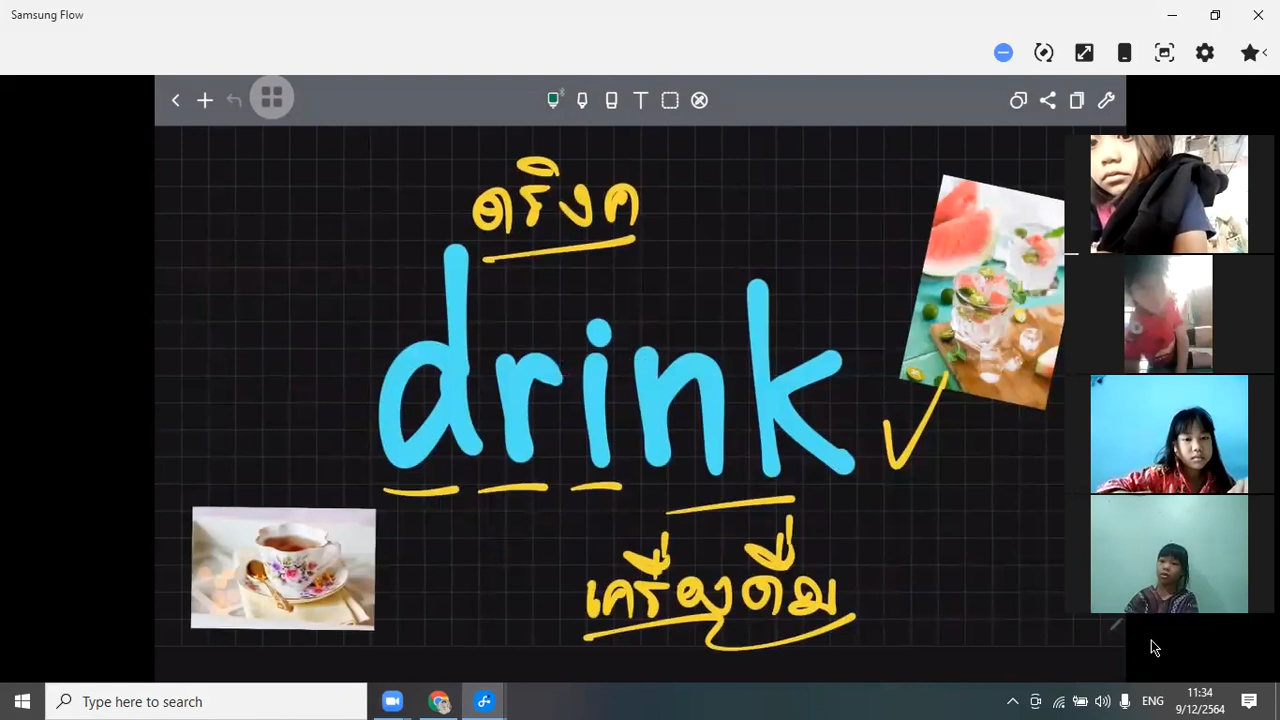 Samsung Flow
ดริงค
drink
เครื่องดื่ม
Type here to search
ENG
11:34
9/12/2564